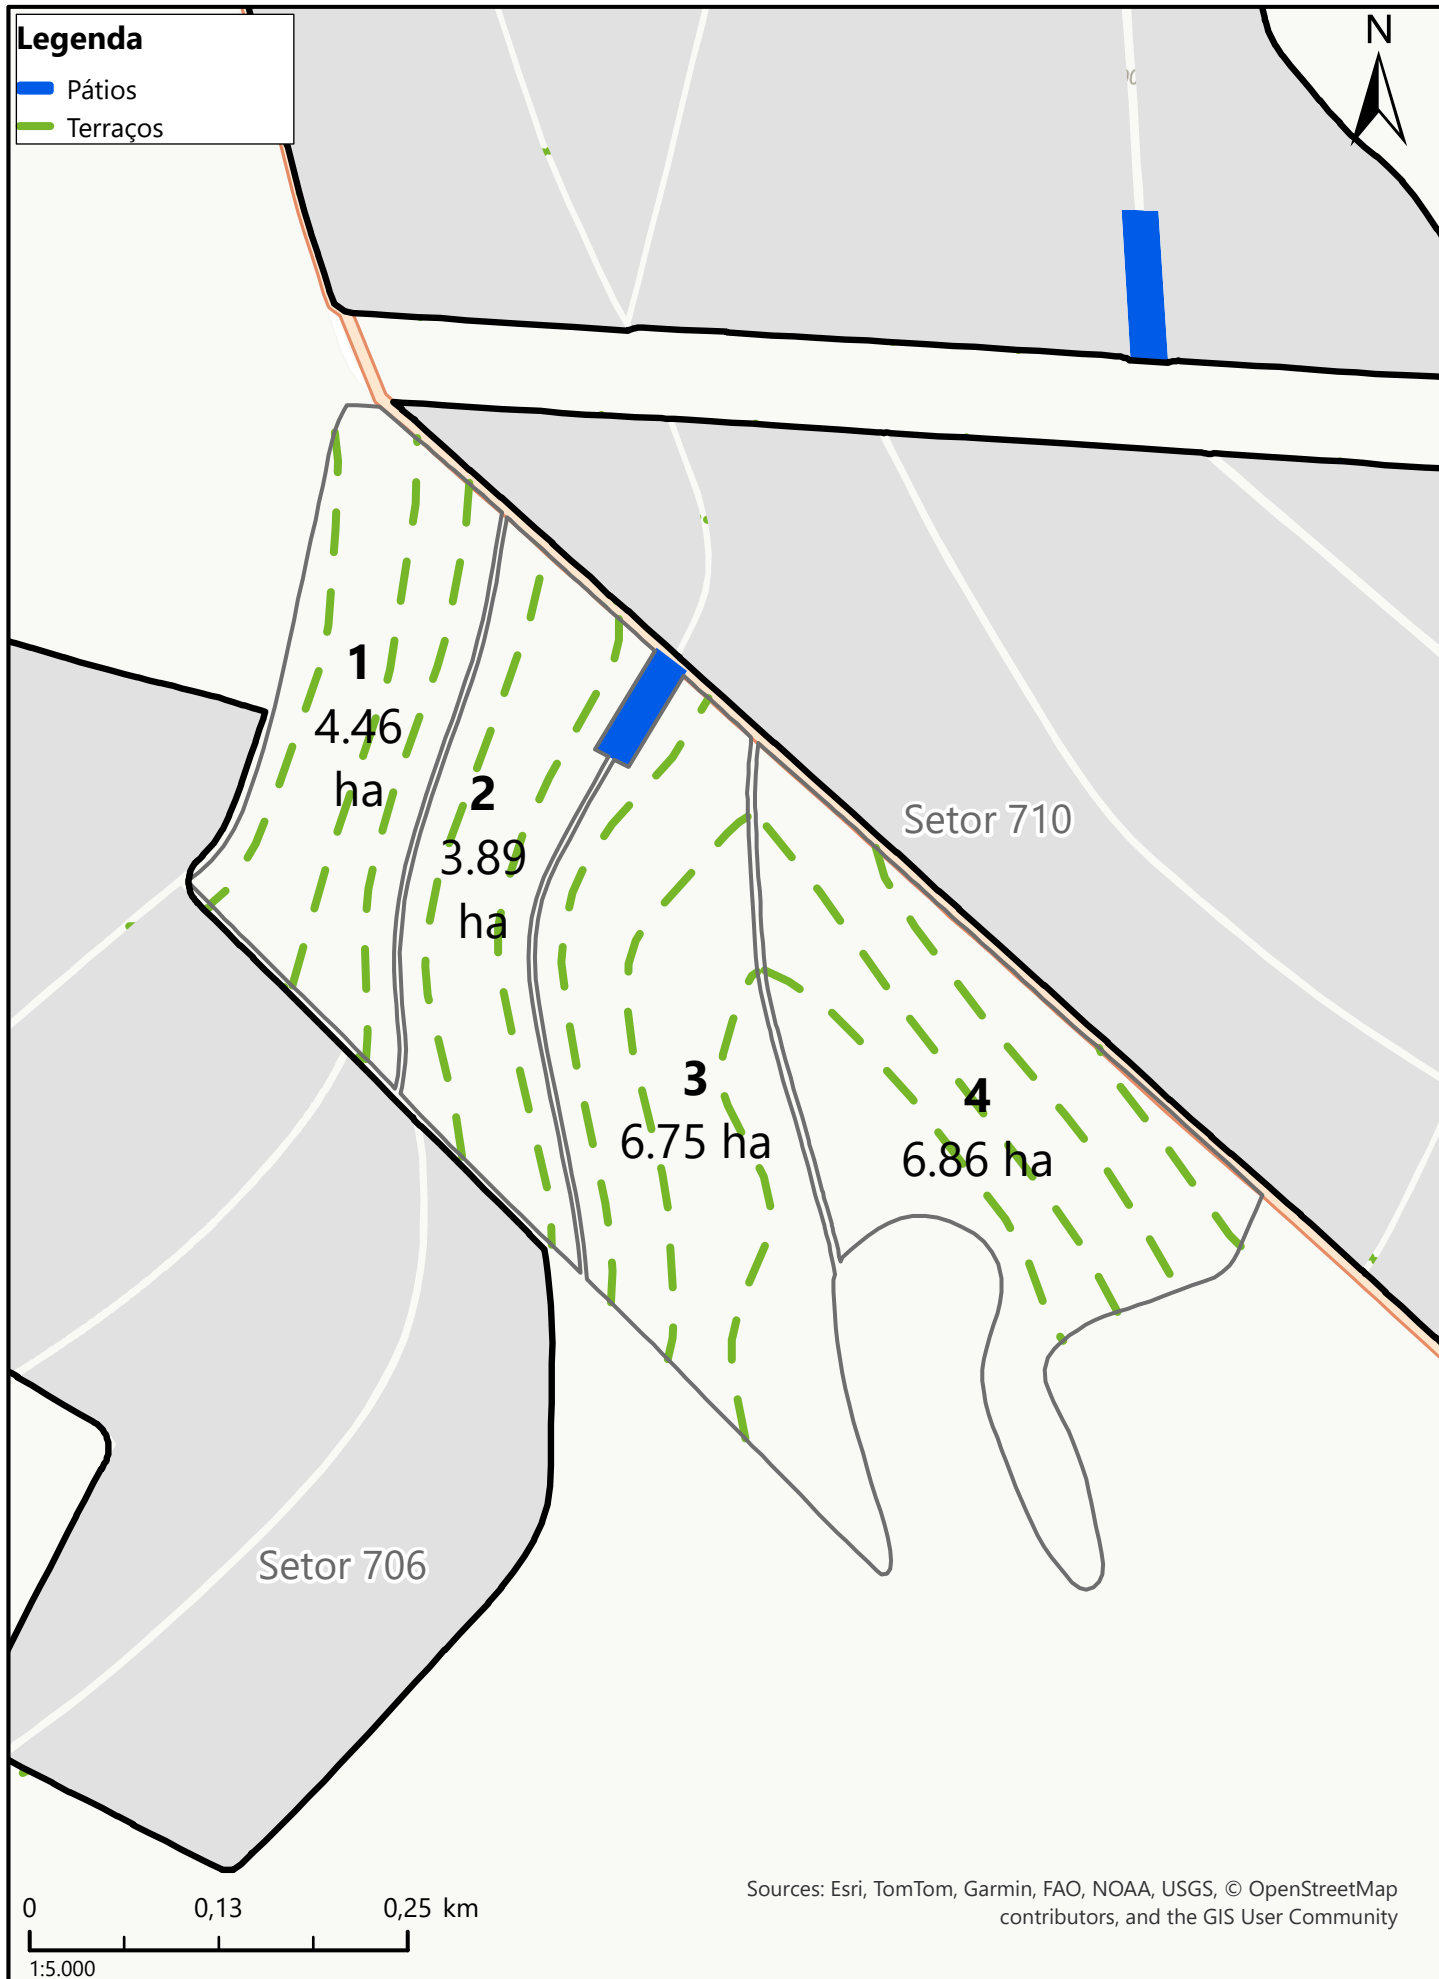 Legenda
Pátios
Terraços
N
1
4.46
ha
2
3.89
ha
Setor 710
3
6.75 ha
4
6.86 ha
Setor 706
0 0,13 0,25 km
1:5.000
Sources: Esri, TomTom, Garmin, FAO, NOAA, USGS, © OpenStreetMap
contributors, and the GIS User Community